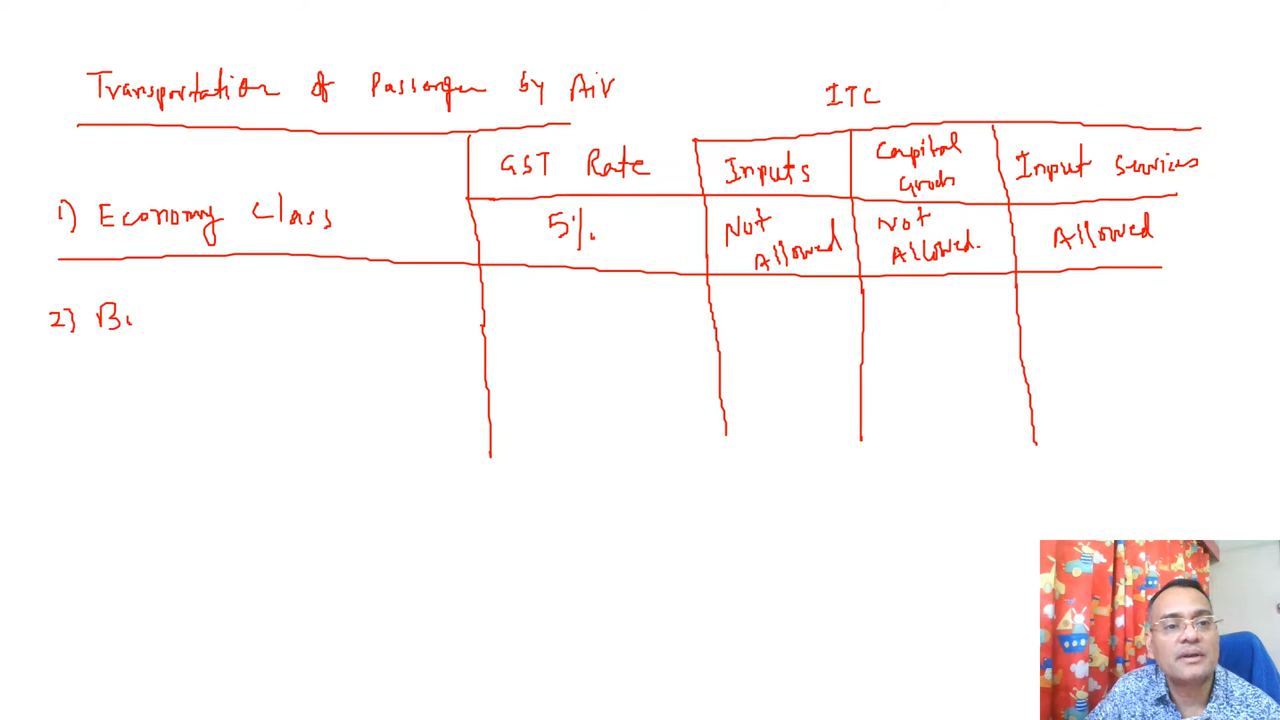 Transportation of Passenger by Air
ITC
GST Rate Inputs Capital Goods Input Services
1) Economy Class 5%. Not Allowed Not Allowed. Allowed
2) B